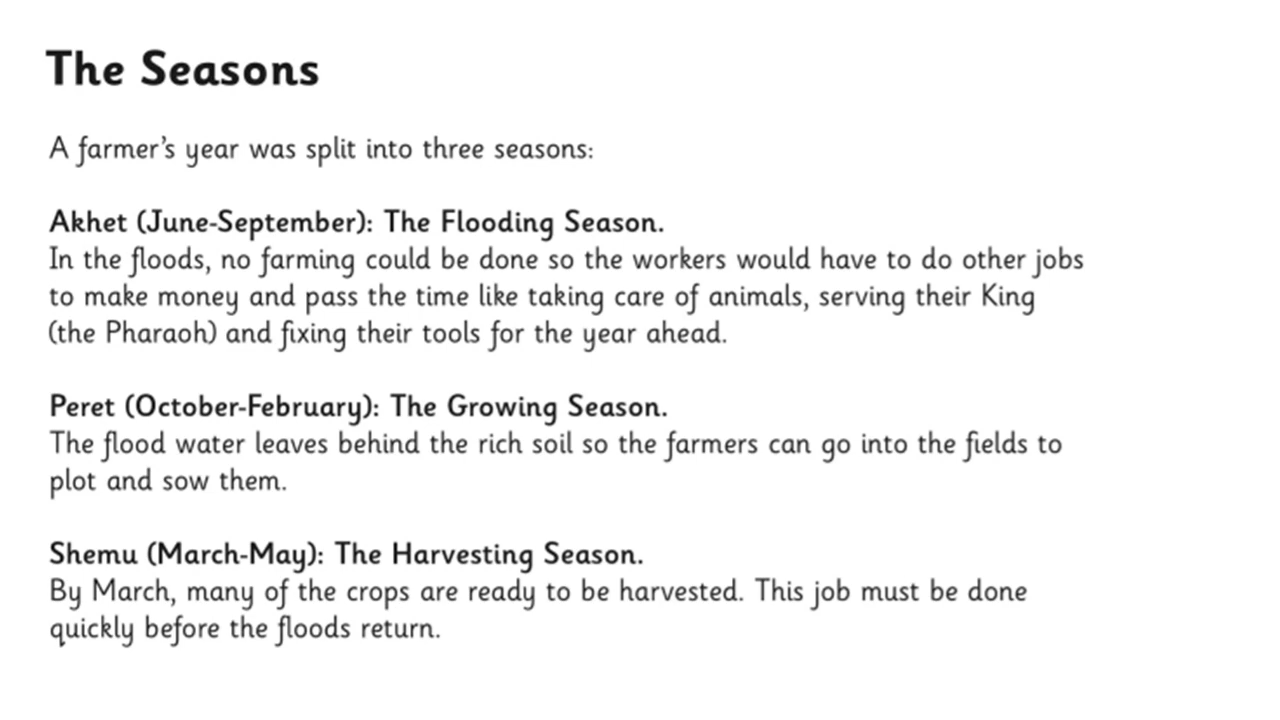 The Seasons
A farmer's year was split into three seasons:
Akhet (June-September): The Flooding Season.
In the floods, no farming could be done so the workers would have to do other jobs
to make money and pass the time like taking care of animals, serving their King
(the Pharaoh) and fixing their tools for the year ahead.
Peret (October-February): The Growing Season.
The flood water leaves behind the rich soil so the farmers can go into the fields to
plot and sow them.
Shemu (March-May): The Harvesting Season.
By March, many of the crops are ready to be harvested. This job must be done
quickly before the floods return.